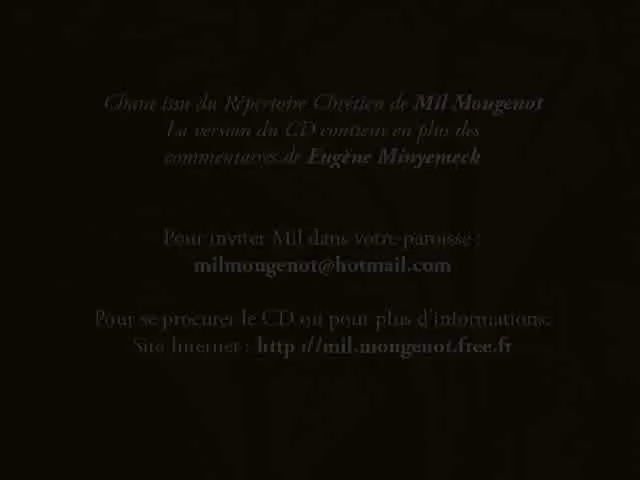 Chant issu du Répertoire Chrétien de Mil Mougenot
La version du CD contient en plus des
commentaires de Eugène Minyemeck
Pour inviter Mil dans votre paroisse :
milmougenot@hotmail.com
Pour se procurer le CD ou pour plus d'informations:
Site Internet : http://mil.mougenot.free.fr